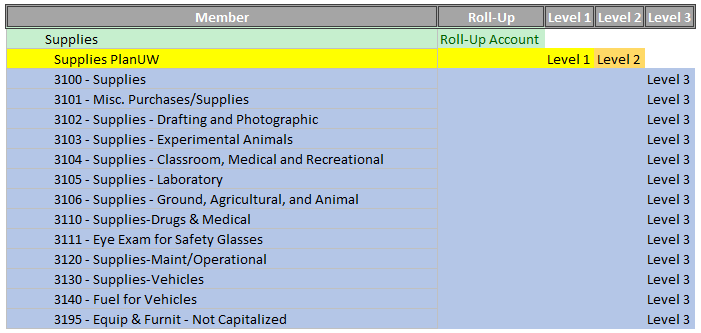 Member Roll-Up Level 1 Level 2 Level 3
Supplies Roll-Up Account
Supplies PlanUW Level 1 Level 2
3100 - Supplies Level 3
3101 - Misc. Purchases/Supplies Level 3
3102 - Supplies - Drafting and Photographic Level 3
3103 - Supplies - Experimental Animals Level 3
3104 - Supplies - Classroom, Medical and Recreational Level 3
3105 - Supplies - Laboratory Level 3
3106 - Supplies - Ground, Agricultural, and Animal Level 3
3110 - Supplies-Drugs & Medical Level 3
3111 - Eye Exam for Safety Glasses Level 3
3120 - Supplies-Maint/Operational Level 3
3130 - Supplies-Vehicles Level 3
3140 - Fuel for Vehicles Level 3
3195 - Equip & Furnit - Not Capitalized Level 3